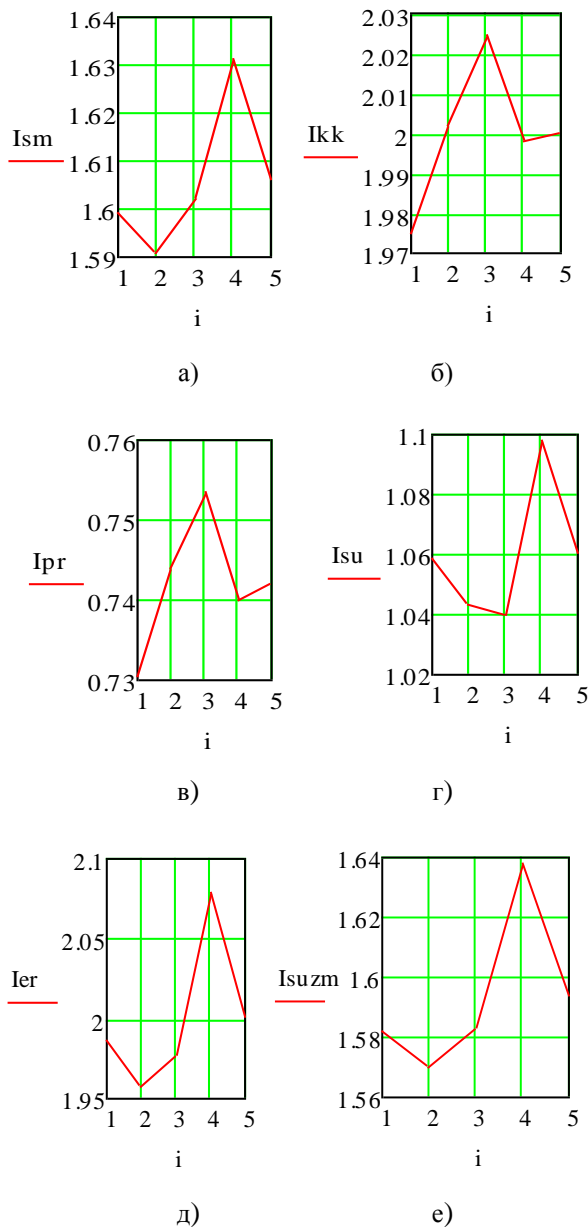 1.64
1.63
1.62
1.61
1.6
1.59
Ism
1 2 3 4 5
i
а)
2.03
2.02
2.01
2
1.99
1.98
1.97
Ikk
1 2 3 4 5
i
б)
0.76
0.75
0.74
0.73
Ipr
1 2 3 4 5
i
в)
1.1
1.08
1.06
1.04
1.02
Isu
1 2 3 4 5
i
г)
2.1
2.05
2
1.95
Ier
1 2 3 4 5
i
д)
1.64
1.62
1.6
1.58
1.56
Isuzm
1 2 3 4 5
i
е)